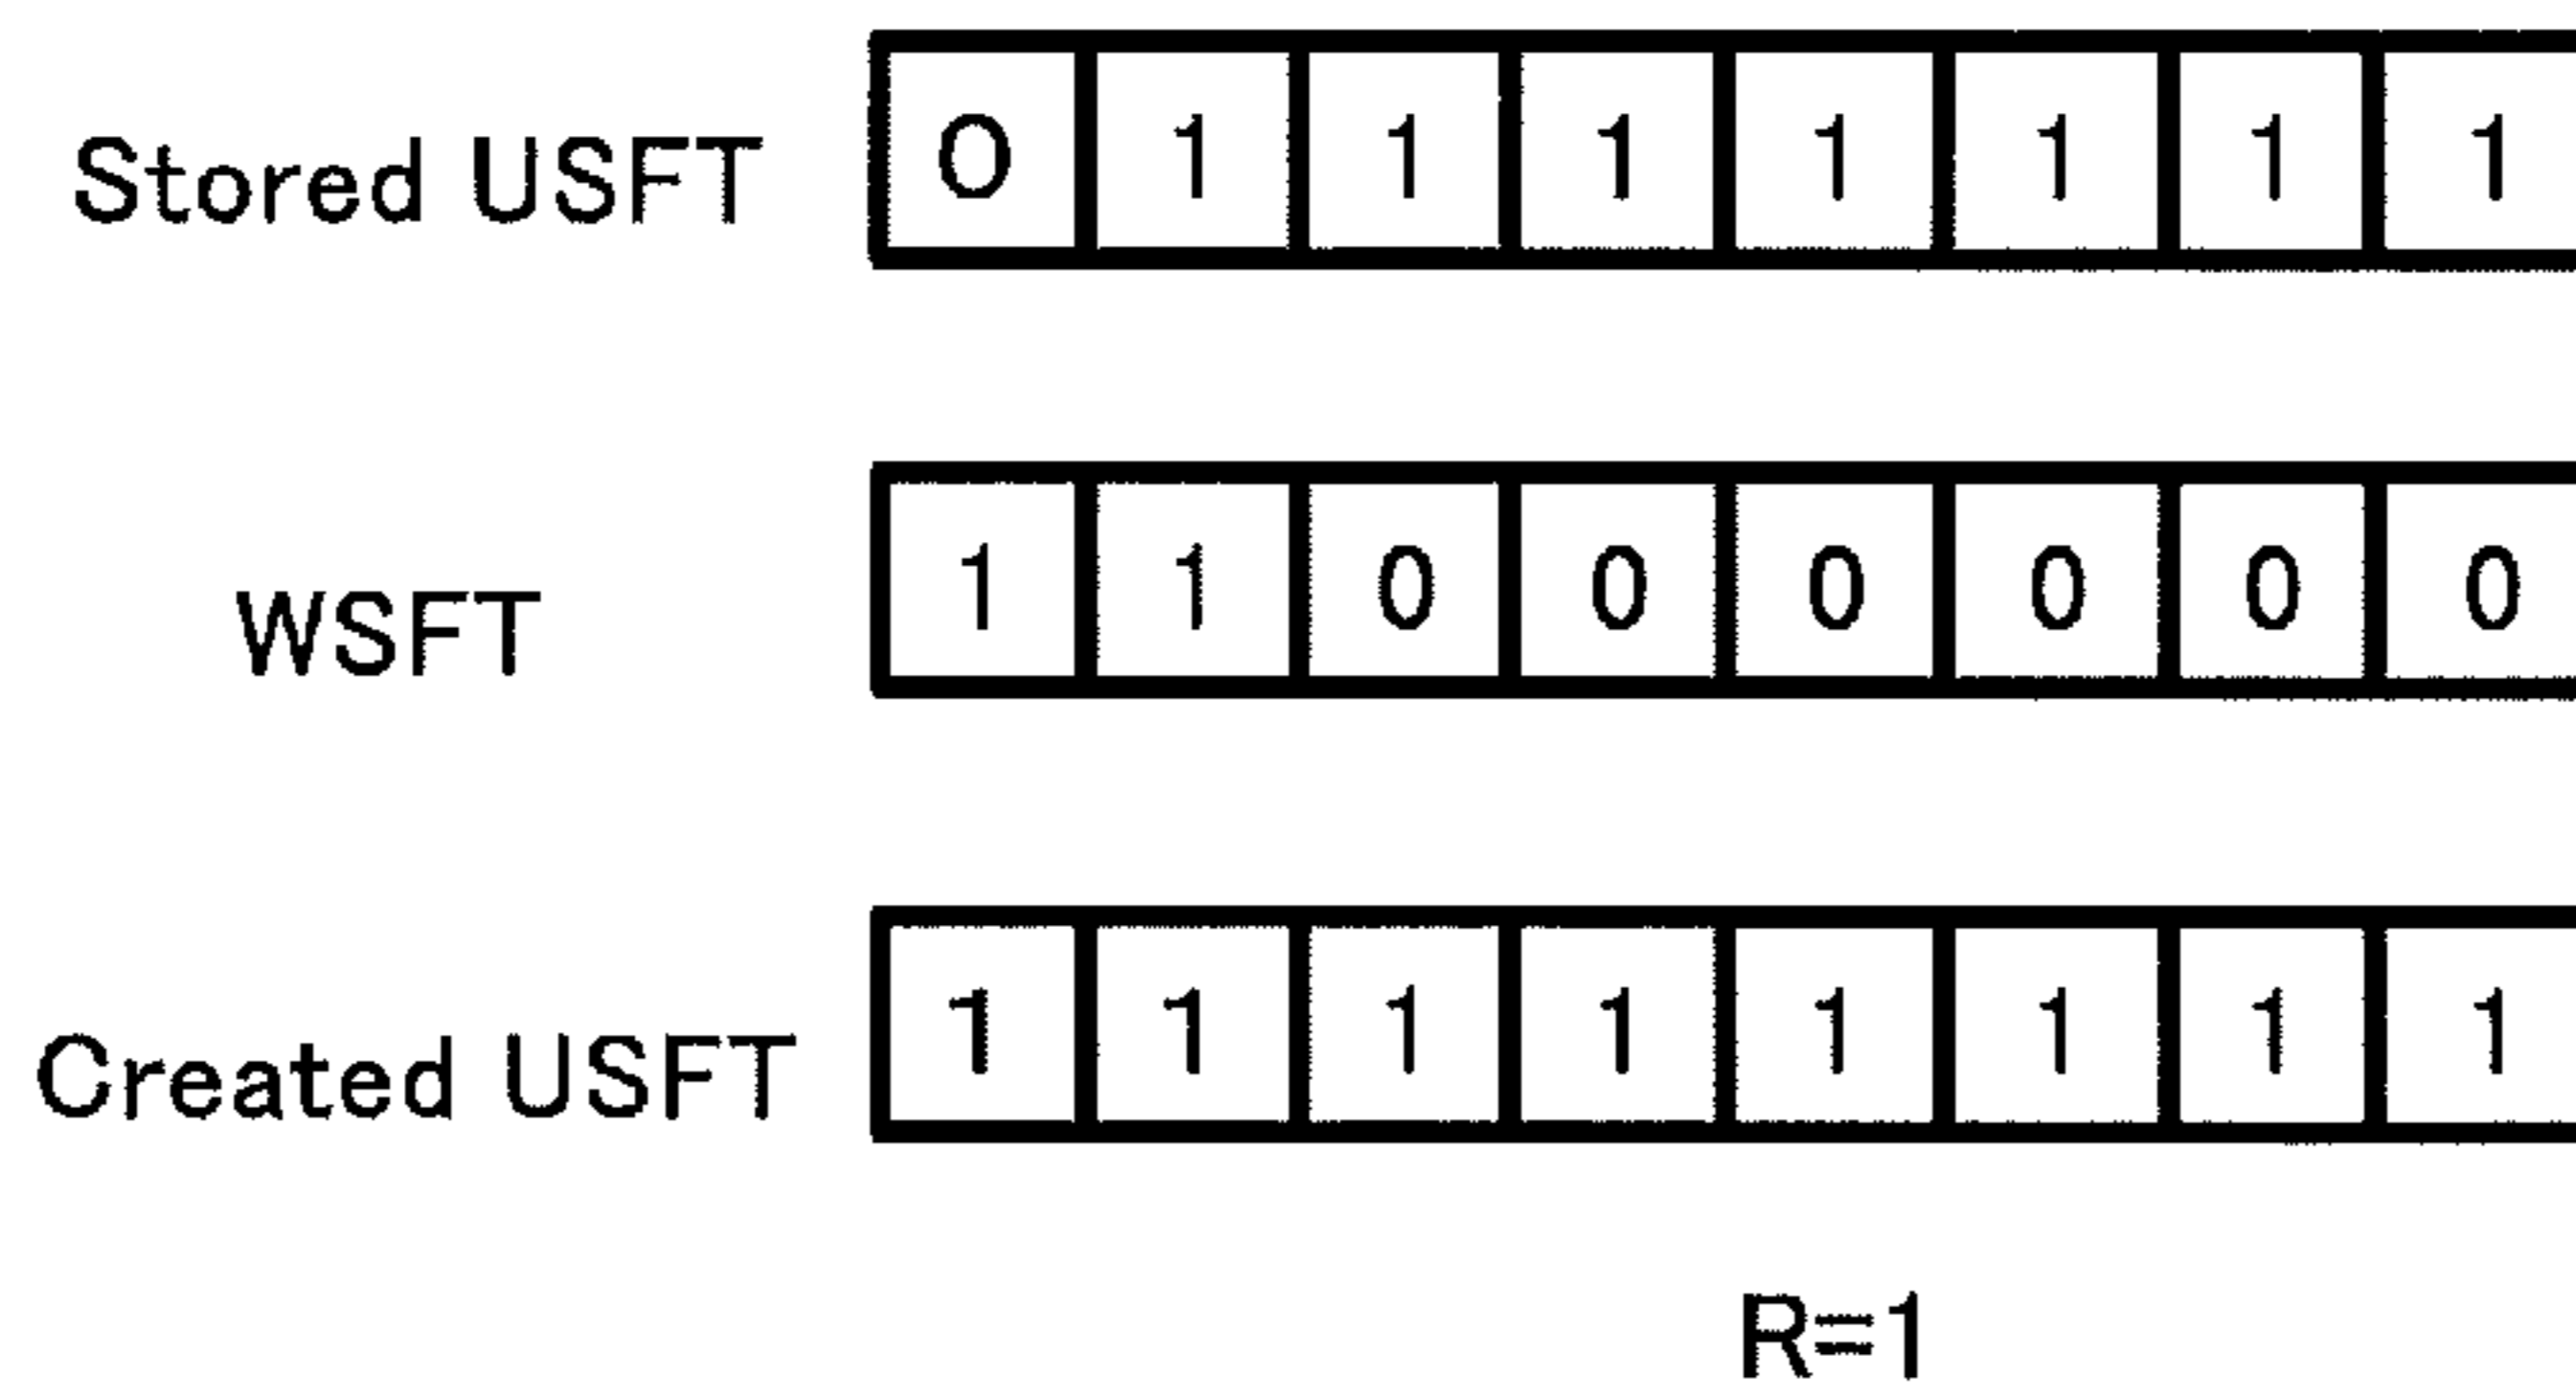 Stored USFT 0 1 1 1 1 1 1 1
WSFT 1 1 0 0 0 0 0 0
Created USFT 1 1 1 1 1 1 1 1
R=1